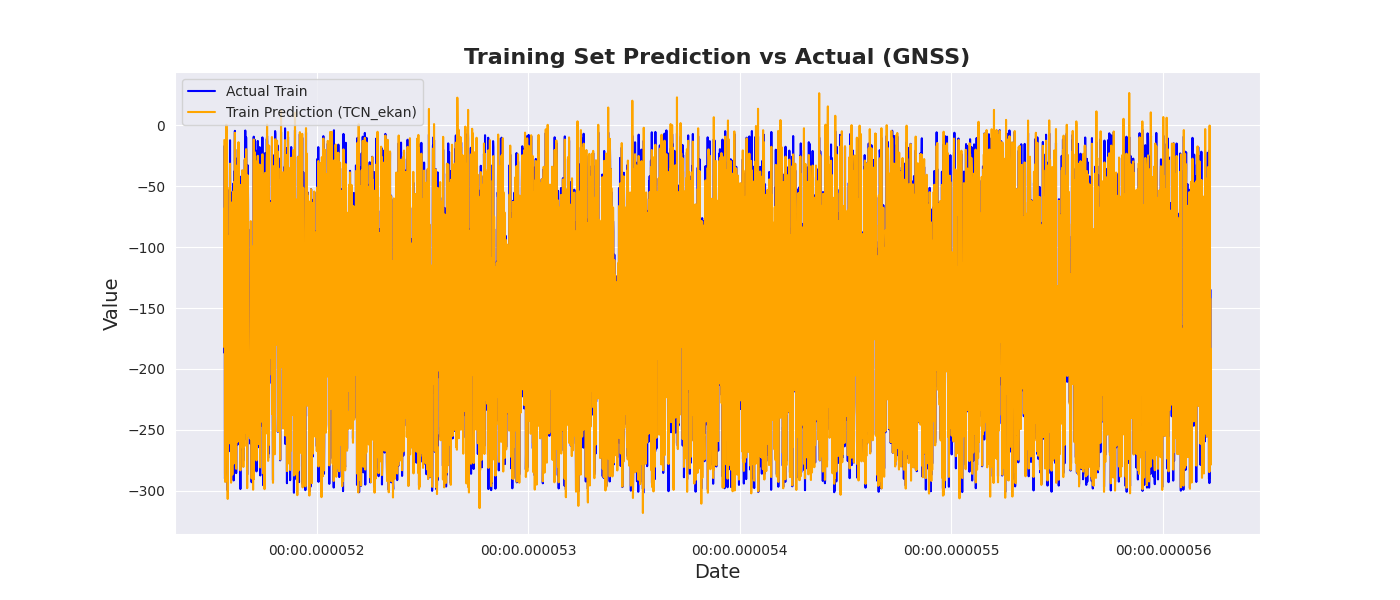 Training Set Prediction vs Actual (GNSS)
Actual Train
Train Prediction (TCN_ekan)
Value
0
−50
−100
−150
−200
−250
−300
00:00.000052
00:00.000053
00:00.000054
00:00.000055
00:00.000056
Date